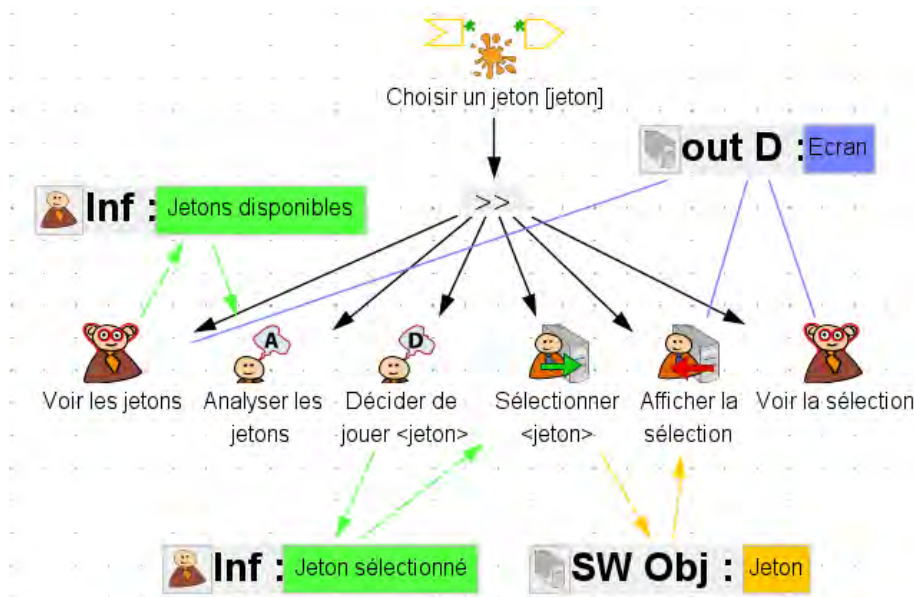 Choisir un jeton [jeton]
out D : Ecran
>>
Inf : Jetons disponibles
A
D
Voir les jetons
Analyser les
jetons
Décider de
jouer <jeton>
Sélectionner
<jeton>
Afficher la
sélection
Voir la sélection
Inf : Jeton sélectionné
SW Obj : Jeton